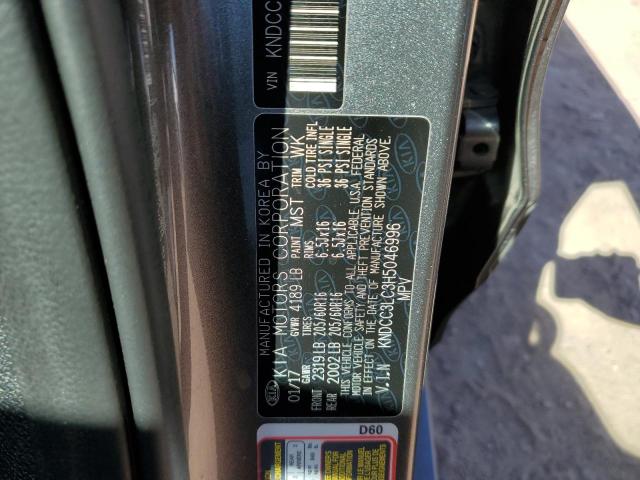 VIN KNDCC
MANUFACTURED IN KOREA BY
KIA KIA MOTORS CORPORATION
01/17 GVWR 4189 LB PAINT MST TRIM WK
GAWR TIRES RIMS COLD TIRE INFL
FRONT 2319 LB 205/60R16 6.5JX16 36 PSI SINGLE
REAR 2002 LB 205/60R16 6.5JX16 36 PSI SINGLE
THIS VEHICLE CONFORMS TO ALL APPLICABLE U.S.A. FEDERAL
MOTOR VEHICLE SAFETY AND THEFT PREVENTION STANDARDS
IN EFFECT ON THE DATE OF MANUFACTURE SHOWN ABOVE.
V.I.N KNDCC3LC3H5046996
MPV
D60